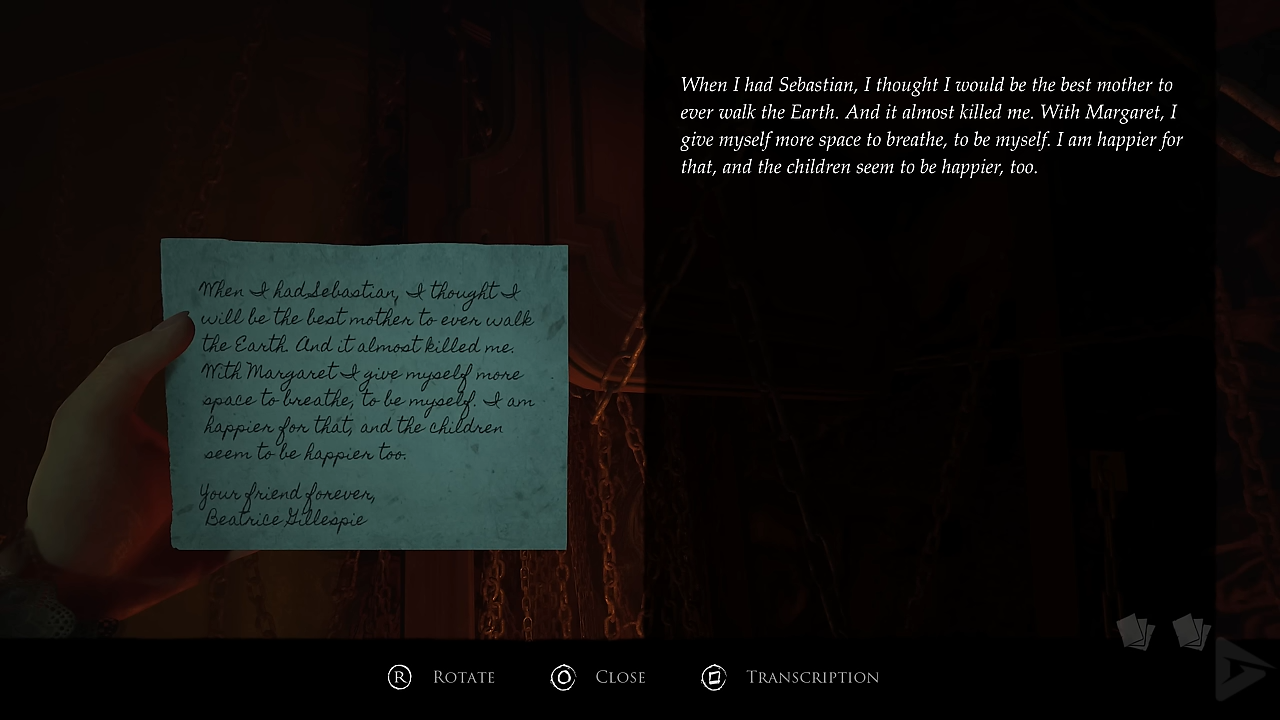 When I had Sebastian, I thought I would be the best mother to
ever walk the Earth. And it almost killed me. With Margaret, I
give myself more space to breathe, to be myself. I am happier for
that, and the children seem to be happier, too.
When I had Sebastian, I thought I
will be the best mother to ever walk
the Earth. And it almost killed me.
With Margaret I give myself more
space to breathe, to be myself. I am
happier for that, and the children
seem to be happier too.
Your friend forever,
Beatrice Gillespie
R ROTATE CLOSE TRANSCRIPTION